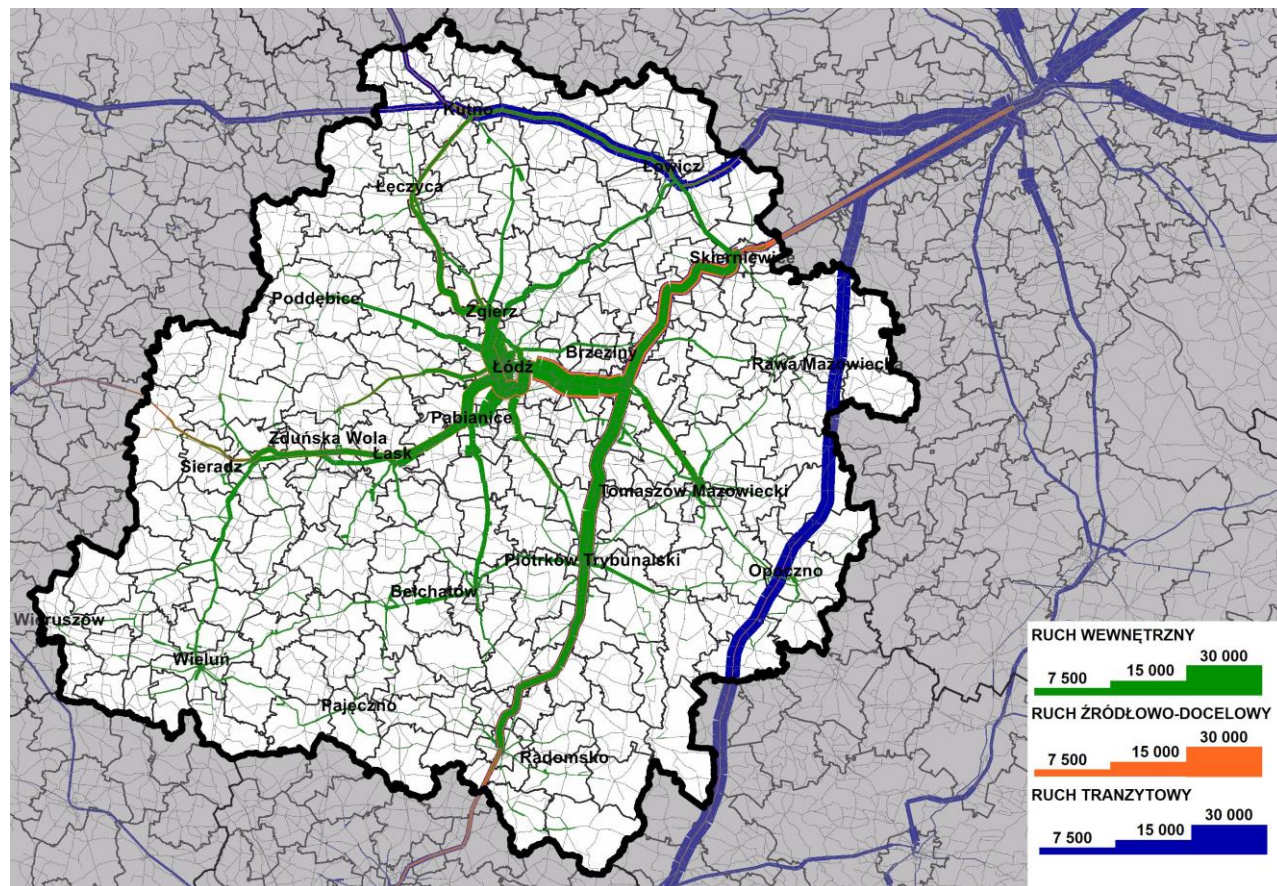 Kutno
Łowicz
Łęczyca
Skierniewice
Poddębice
Zgierz
Brzeziny
Rawa Mazowiecka
Łódź
Pabianice
Zduńska Wola
Łask
Sieradz
Tomaszów Mazowiecki
Piotrków Trybunalski
Opoczno
Bełchatów
Wieruszów
Wieluń
Pajęczno
Radomsko
RUCH WEWNĘTRZNY
7 500 15 000 30 000
RUCH ŹRÓDŁOWO-DOCELOWY
7 500 15 000 30 000
RUCH TRANZYTOWY
7 500 15 000 30 000